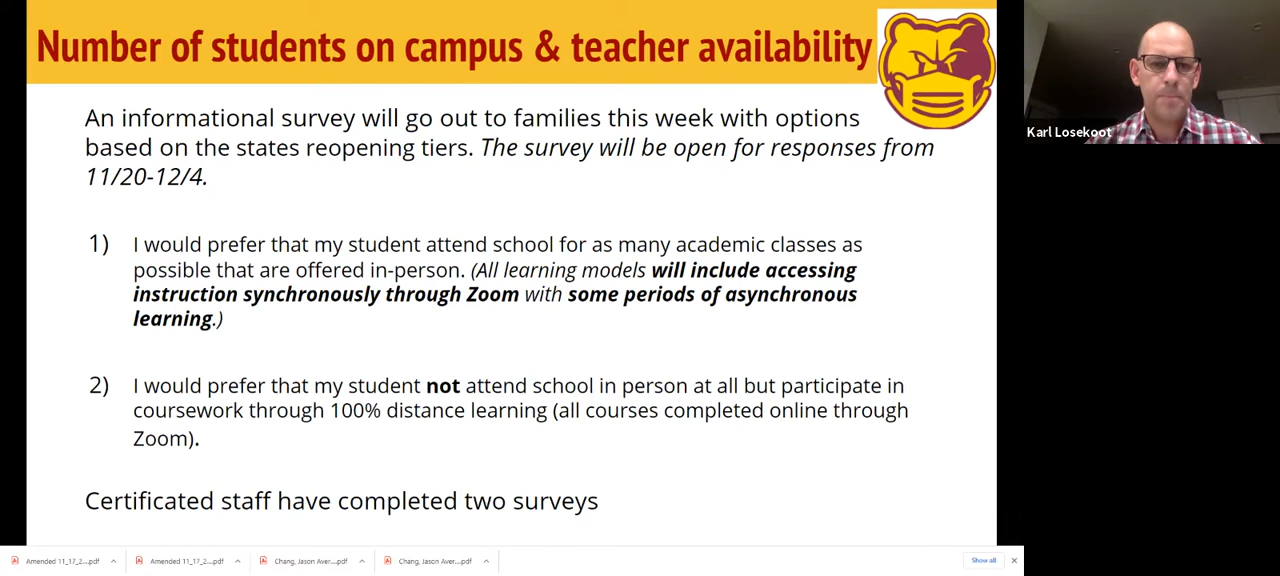 Number of students on campus & teacher availability
An informational survey will go out to families this week with options
based on the states reopening tiers. The survey will be open for responses from
11/20-12/4.
1) I would prefer that my student attend school for as many academic classes as
possible that are offered in-person. (All learning models will include accessing
instruction synchronously through Zoom with some periods of asynchronous
learning.)
2) I would prefer that my student not attend school in person at all but participate in
coursework through 100% distance learning (all courses completed online through
Zoom).
Certificated staff have completed two surveys
Karl Losekoot
Amended 11_17_2....pdf
Amended 11_17_2....pdf
Chang, Jason Aver....pdf
Chang, Jason Aver....pdf
Show all